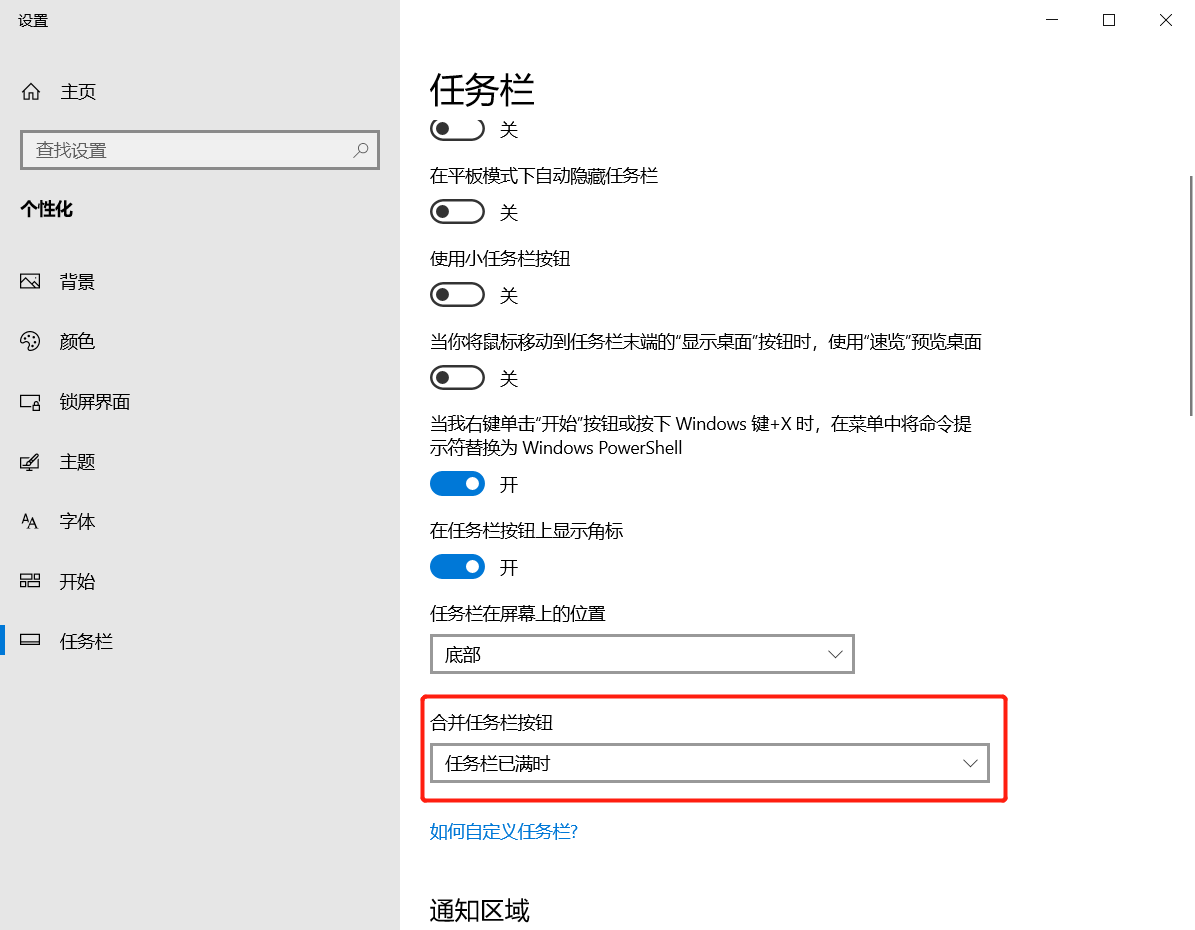 设置
主页
查找设置
个性化
背景
颜色
锁屏界面
主题
字体
开始
任务栏
任务栏
关
在平板模式下自动隐藏任务栏
关
使用小任务栏按钮
关
当你将鼠标移动到任务栏末端的“显示桌面”按钮时，使用“速览”预览桌面
关
当我右键单击“开始”按钮或按下 Windows 键+X 时，在菜单中将命令提
示符替换为 Windows PowerShell
开
在任务栏按钮上显示角标
开
任务栏在屏幕上的位置
底部
合并任务栏按钮
任务栏已满时
如何自定义任务栏?
通知区域